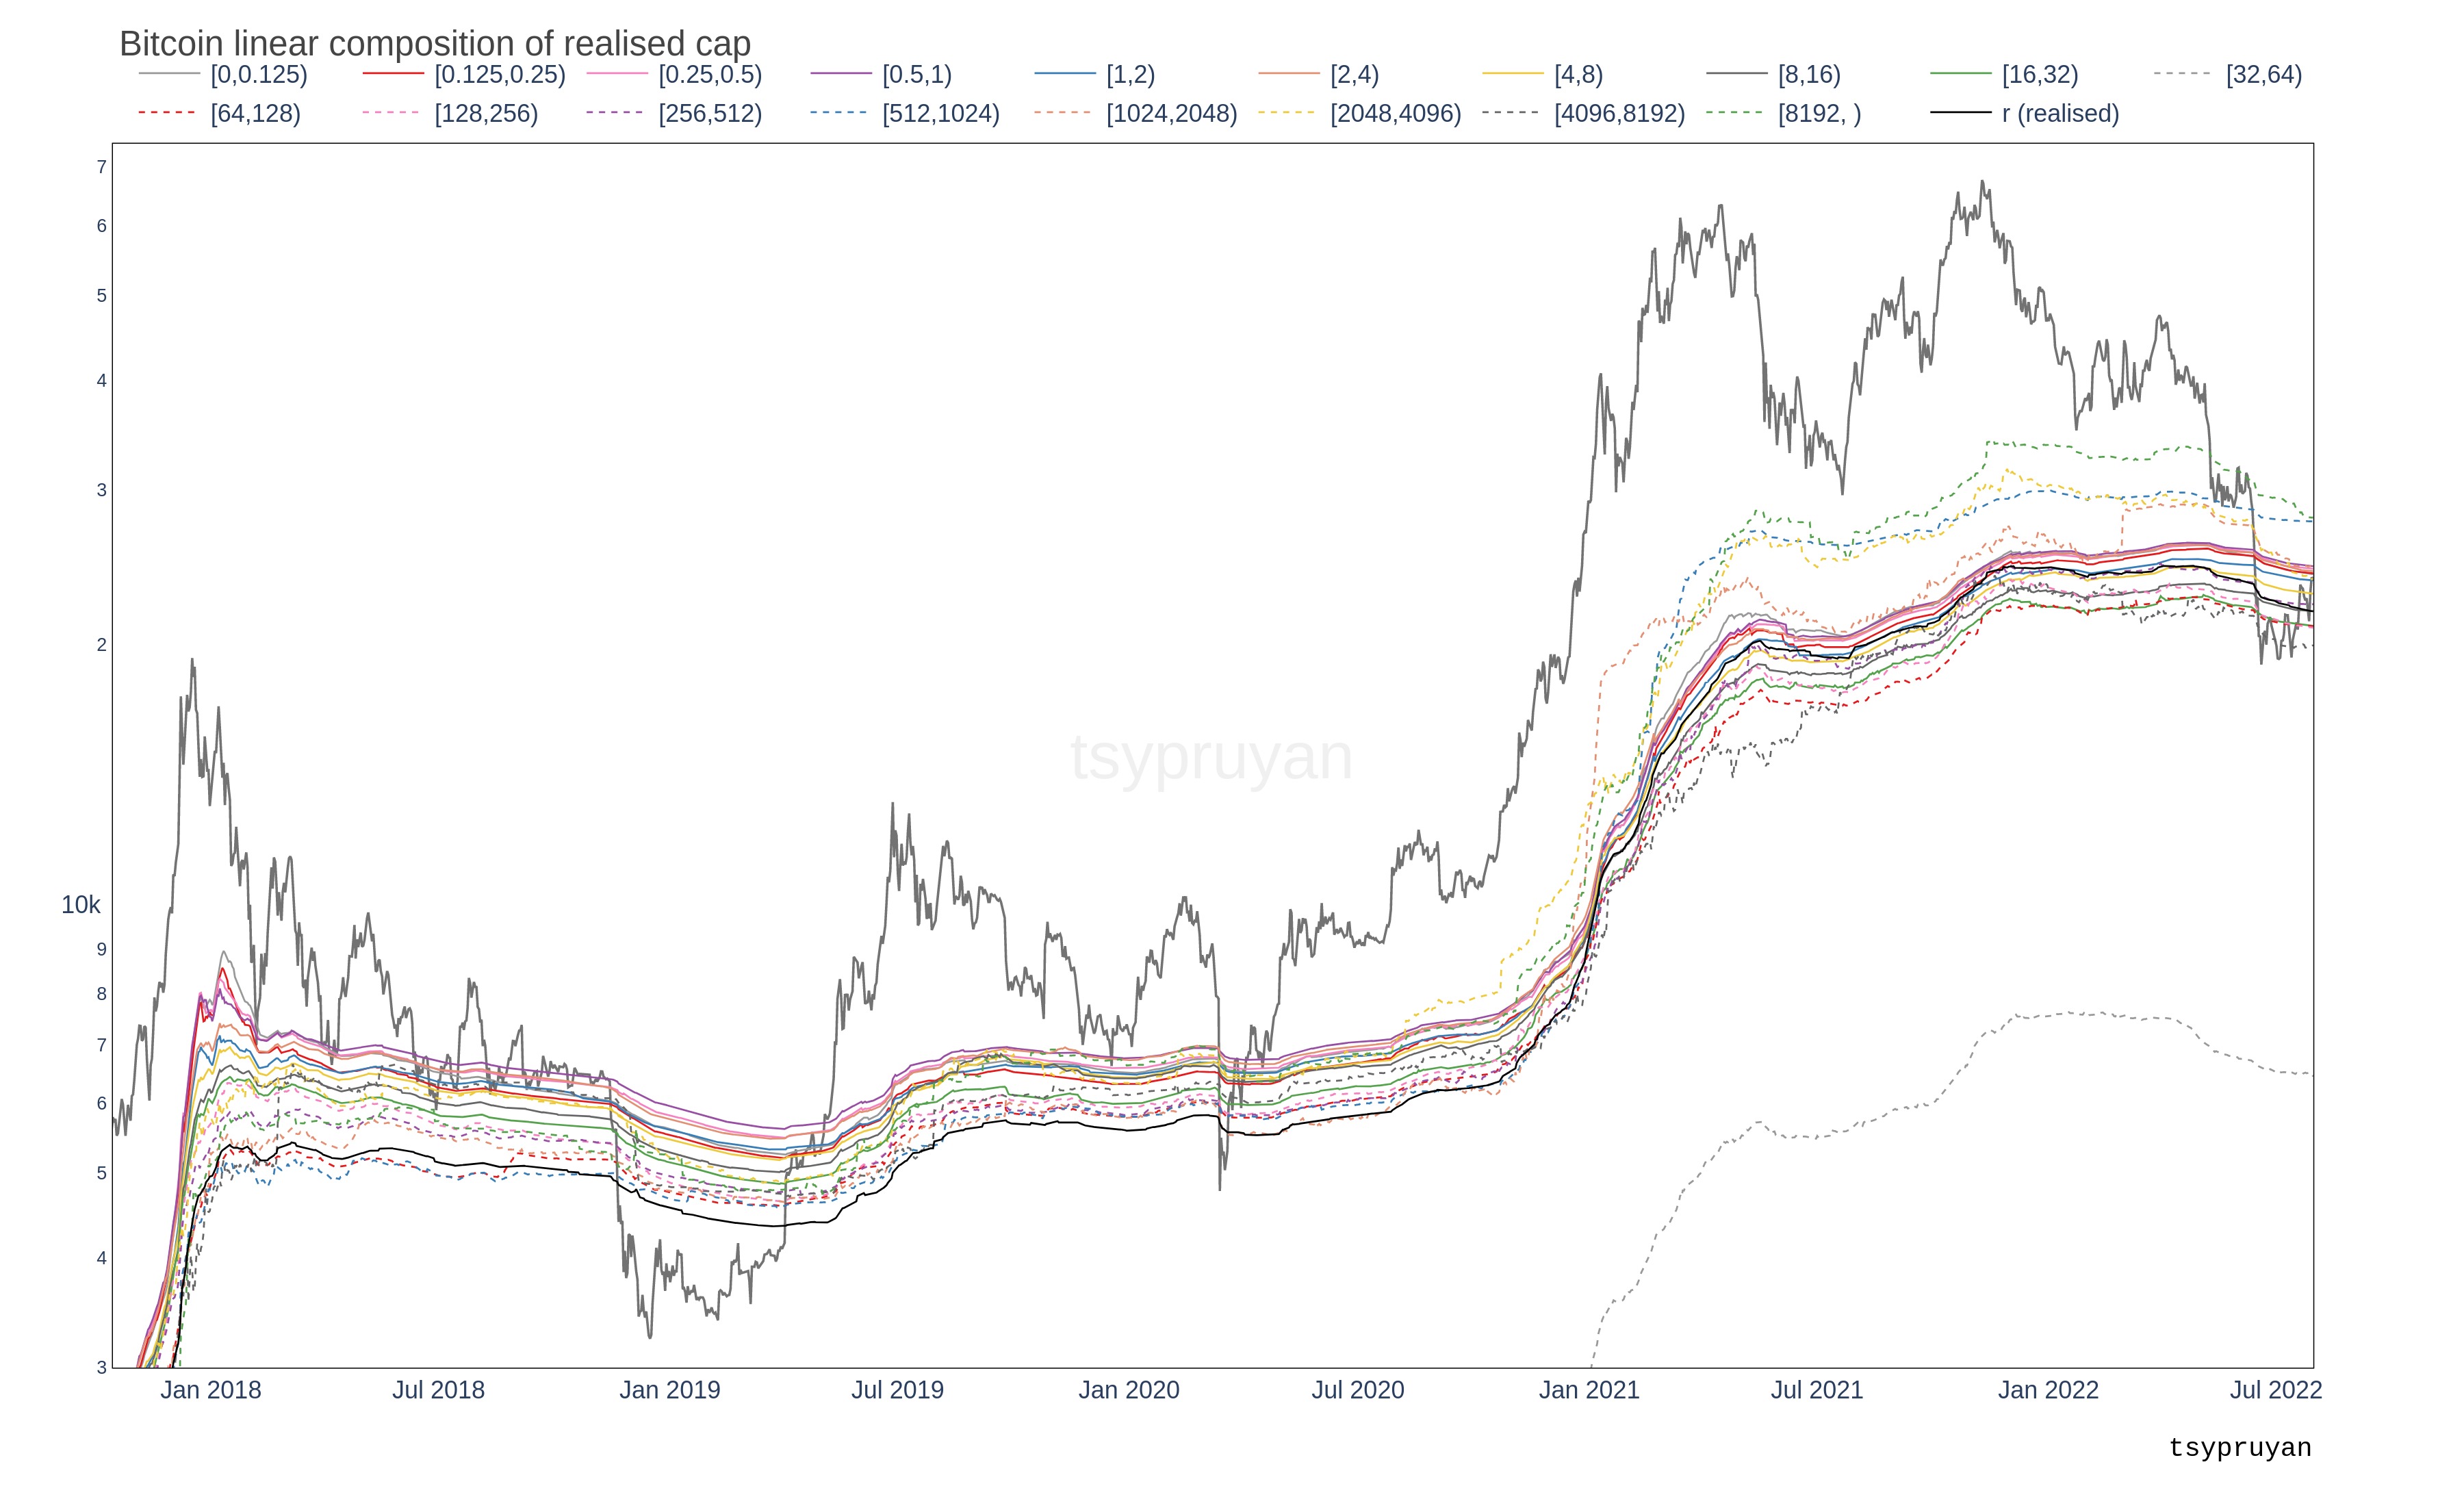 Bitcoin linear composition of realised cap
[0,0.125) [0.125,0.25) [0.25,0.5) [0.5,1) [1,2) [2,4) [4,8) [8,16) [16,32) [32,64)
[64,128) [128,256) [256,512) [512,1024) [1024,2048) [2048,4096) [4096,8192) [8192, ) r (realised)
7
6
5
4
3
2
tsypruyan
10k
9
8
7
6
5
4
3
Jan 2018 Jul 2018 Jan 2019 Jul 2019 Jan 2020 Jul 2020 Jan 2021 Jul 2021 Jan 2022 Jul 2022
tsypruyan